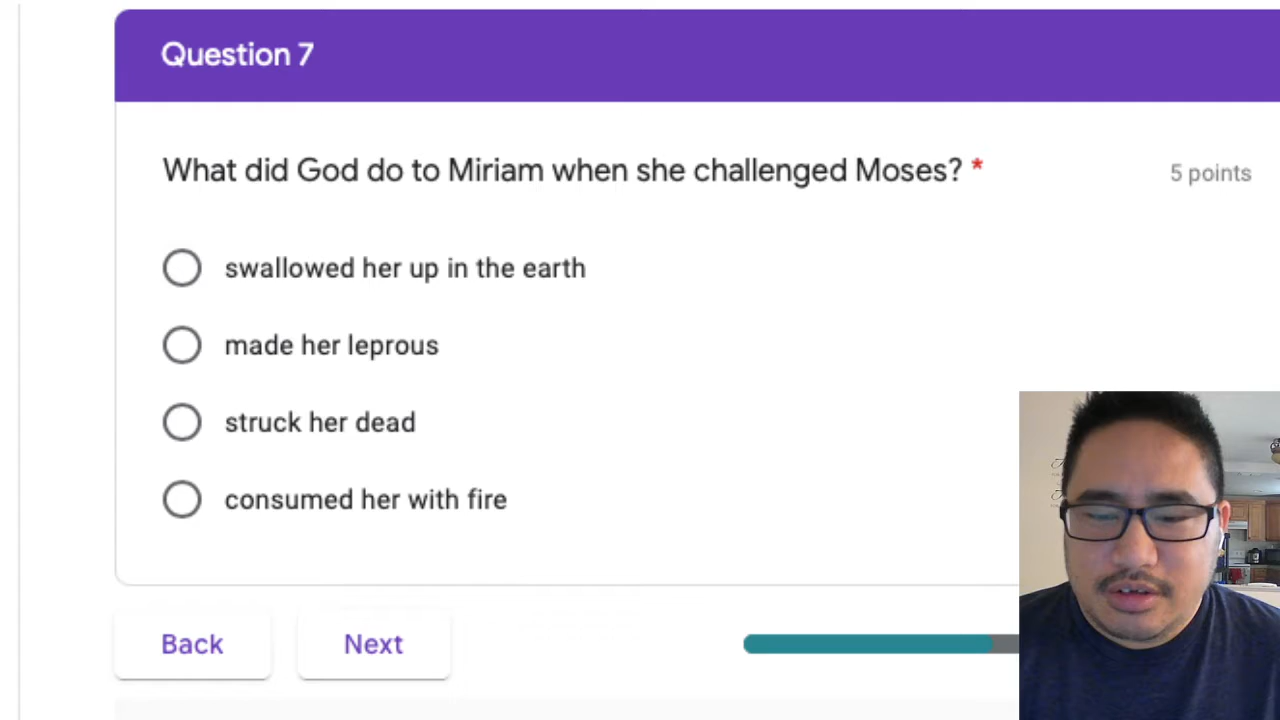 Question 7
What did God do to Miriam when she challenged Moses? *
5 points
swallowed her up in the earth
made her leprous
struck her dead
consumed her with fire
Back
Next